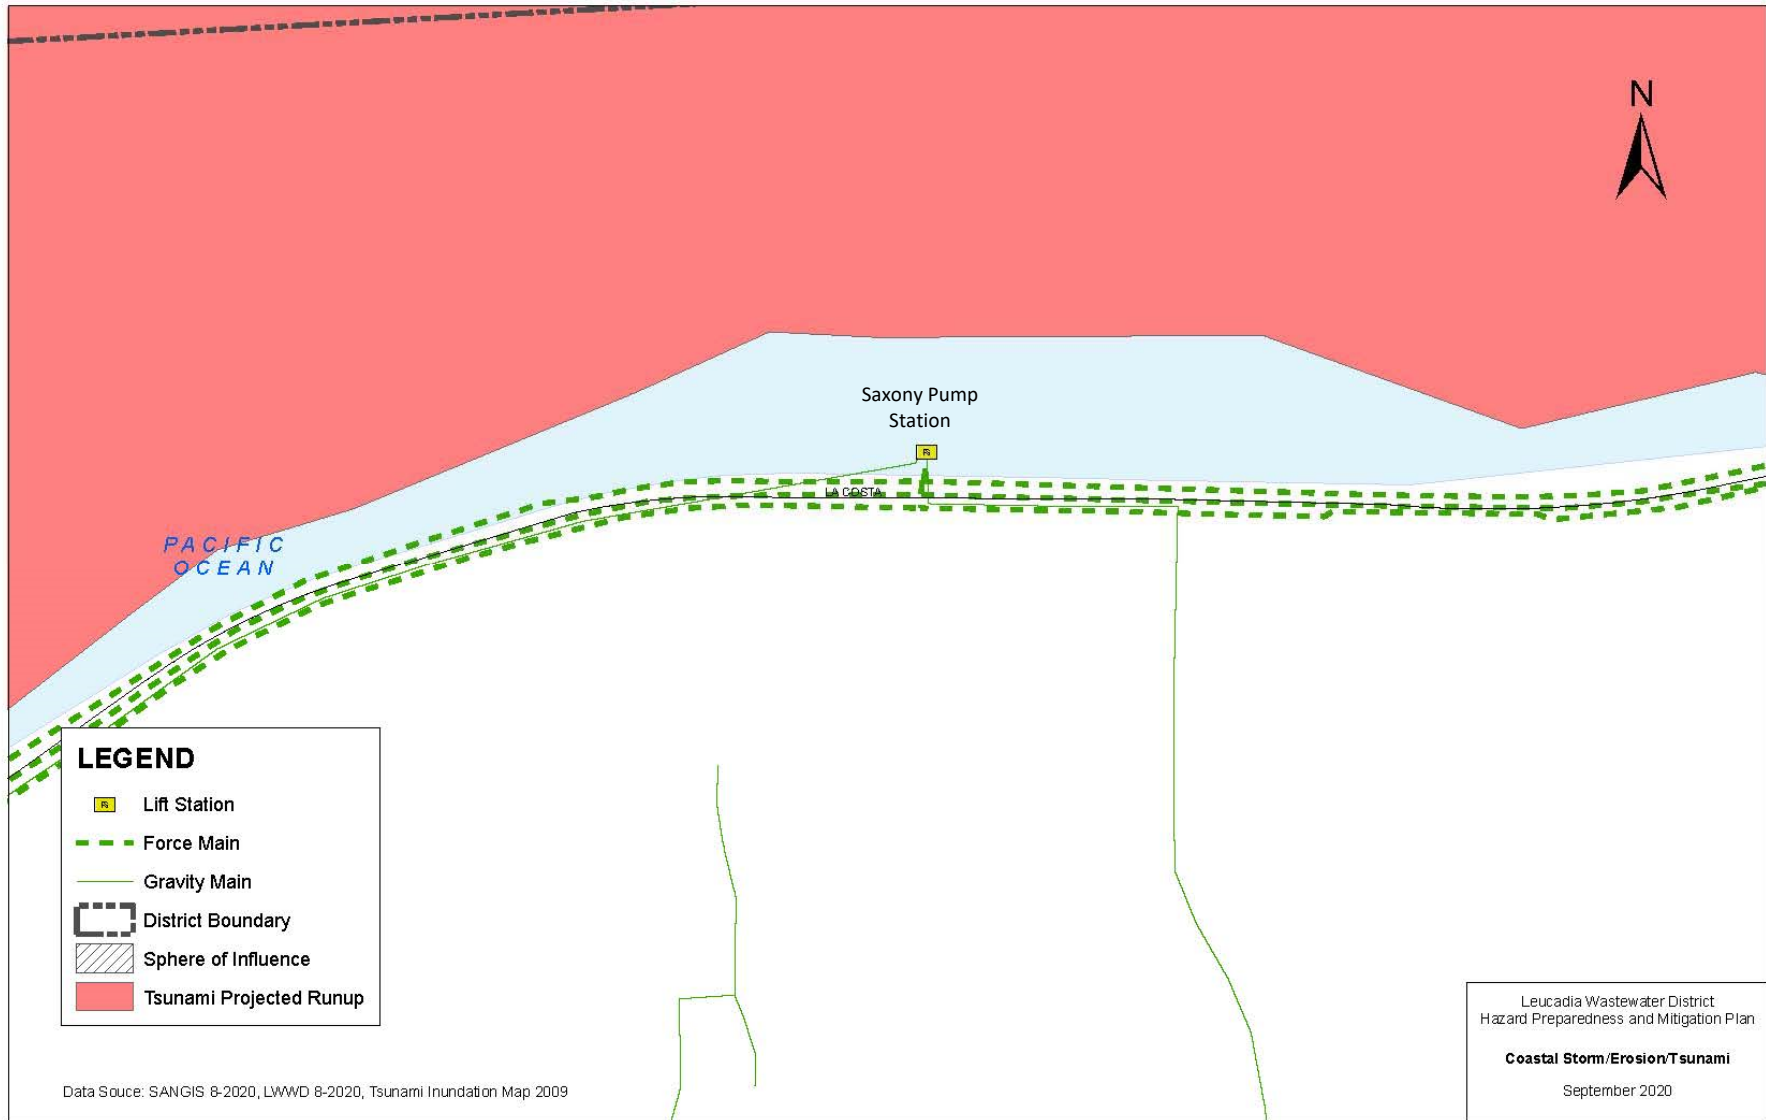 N
Saxony Pump
Station
LA COSTA
PACIFIC
OCEAN
LEGEND
Lift Station
Force Main
Gravity Main
District Boundary
Sphere of Influence
Tsunami Projected Runup
Data Souce: SANGIS 8-2020, LWWD 8-2020, Tsunami Inundation Map 2009
Leucadia Wastewater District
Hazard Preparedness and Mitigation Plan
Coastal Storm/Erosion/Tsunami
September 2020